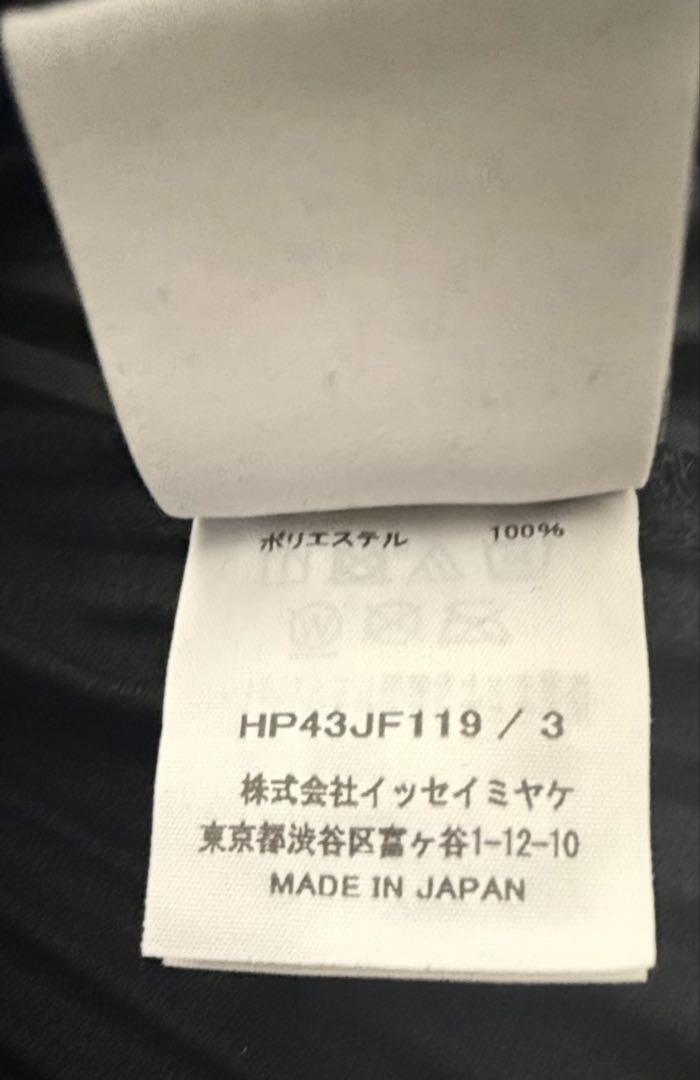 ポリエステル 100%
HP43JF119 / 3
株式会社イッセイミヤケ
東京都渋谷区富ヶ谷1-12-10
MADE IN JAPAN